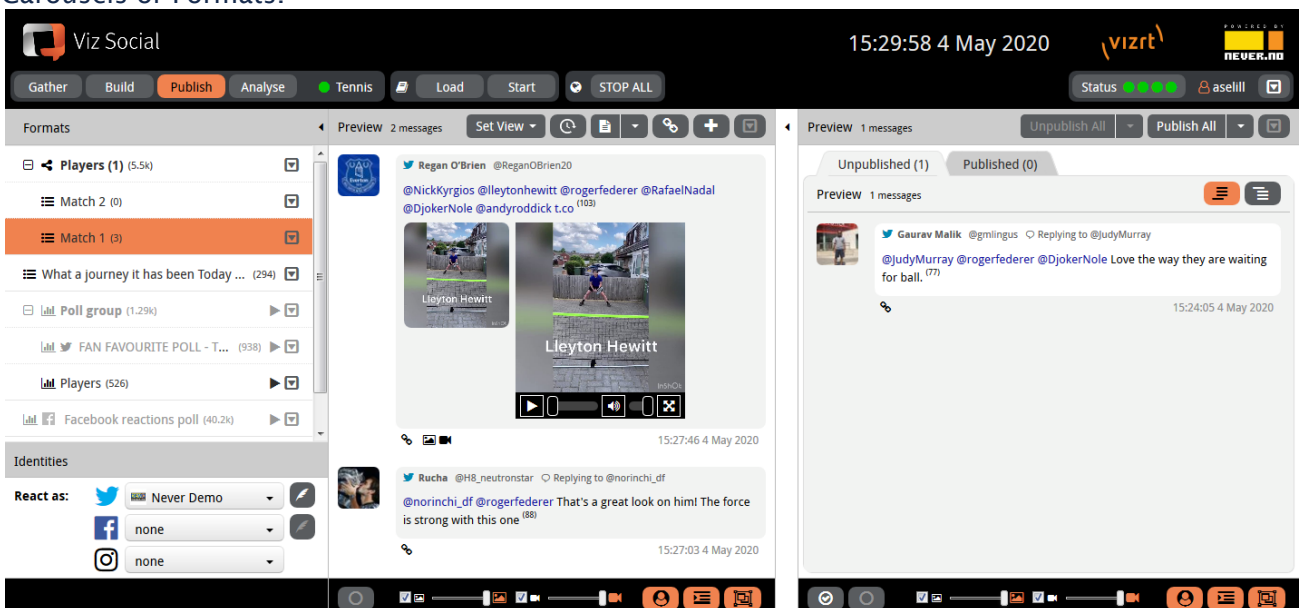 Carousels or Formats.
Viz Social
15:29:58 4 May 2020
vizrt
POWERED BY
NEVER.NO
Gather Build Publish Analyse Tennis Load Start STOP ALL
Status aselill
Formats
Players (1) (5.5k)
Match 2 (0)
Match 1 (3)
What a journey it has been Today ... (294)
Poll group (1.29k)
FAN FAVOURITE POLL - T... (938)
Players (526)
Facebook reactions poll (40.2k)
Identities
React as: Never Demo
none
none
Preview 2 messages Set View
Regan O'Brien @ReganOBrien20
@NickKyrgios @lleytonhewitt @rogerfederer @RafaelNadal
@DjokerNole @andyroddick t.co (103)
Lleyton Hewitt
Lleyton Hewitt
InShOt
15:27:46 4 May 2020
Rucha @H8_neutronstar Replying to @norinchi_df
@norinchi_df @rogerfederer That's a great look on him! The force
is strong with this one (88)
15:27:03 4 May 2020
Preview 1 messages Unpublish All Publish All
Unpublished (1) Published (0)
Preview 1 messages
Gaurav Malik @gmlingus Replying to @JudyMurray
@JudyMurray @rogerfederer @DjokerNole Love the way they are waiting
for ball. (77)
15:24:05 4 May 2020